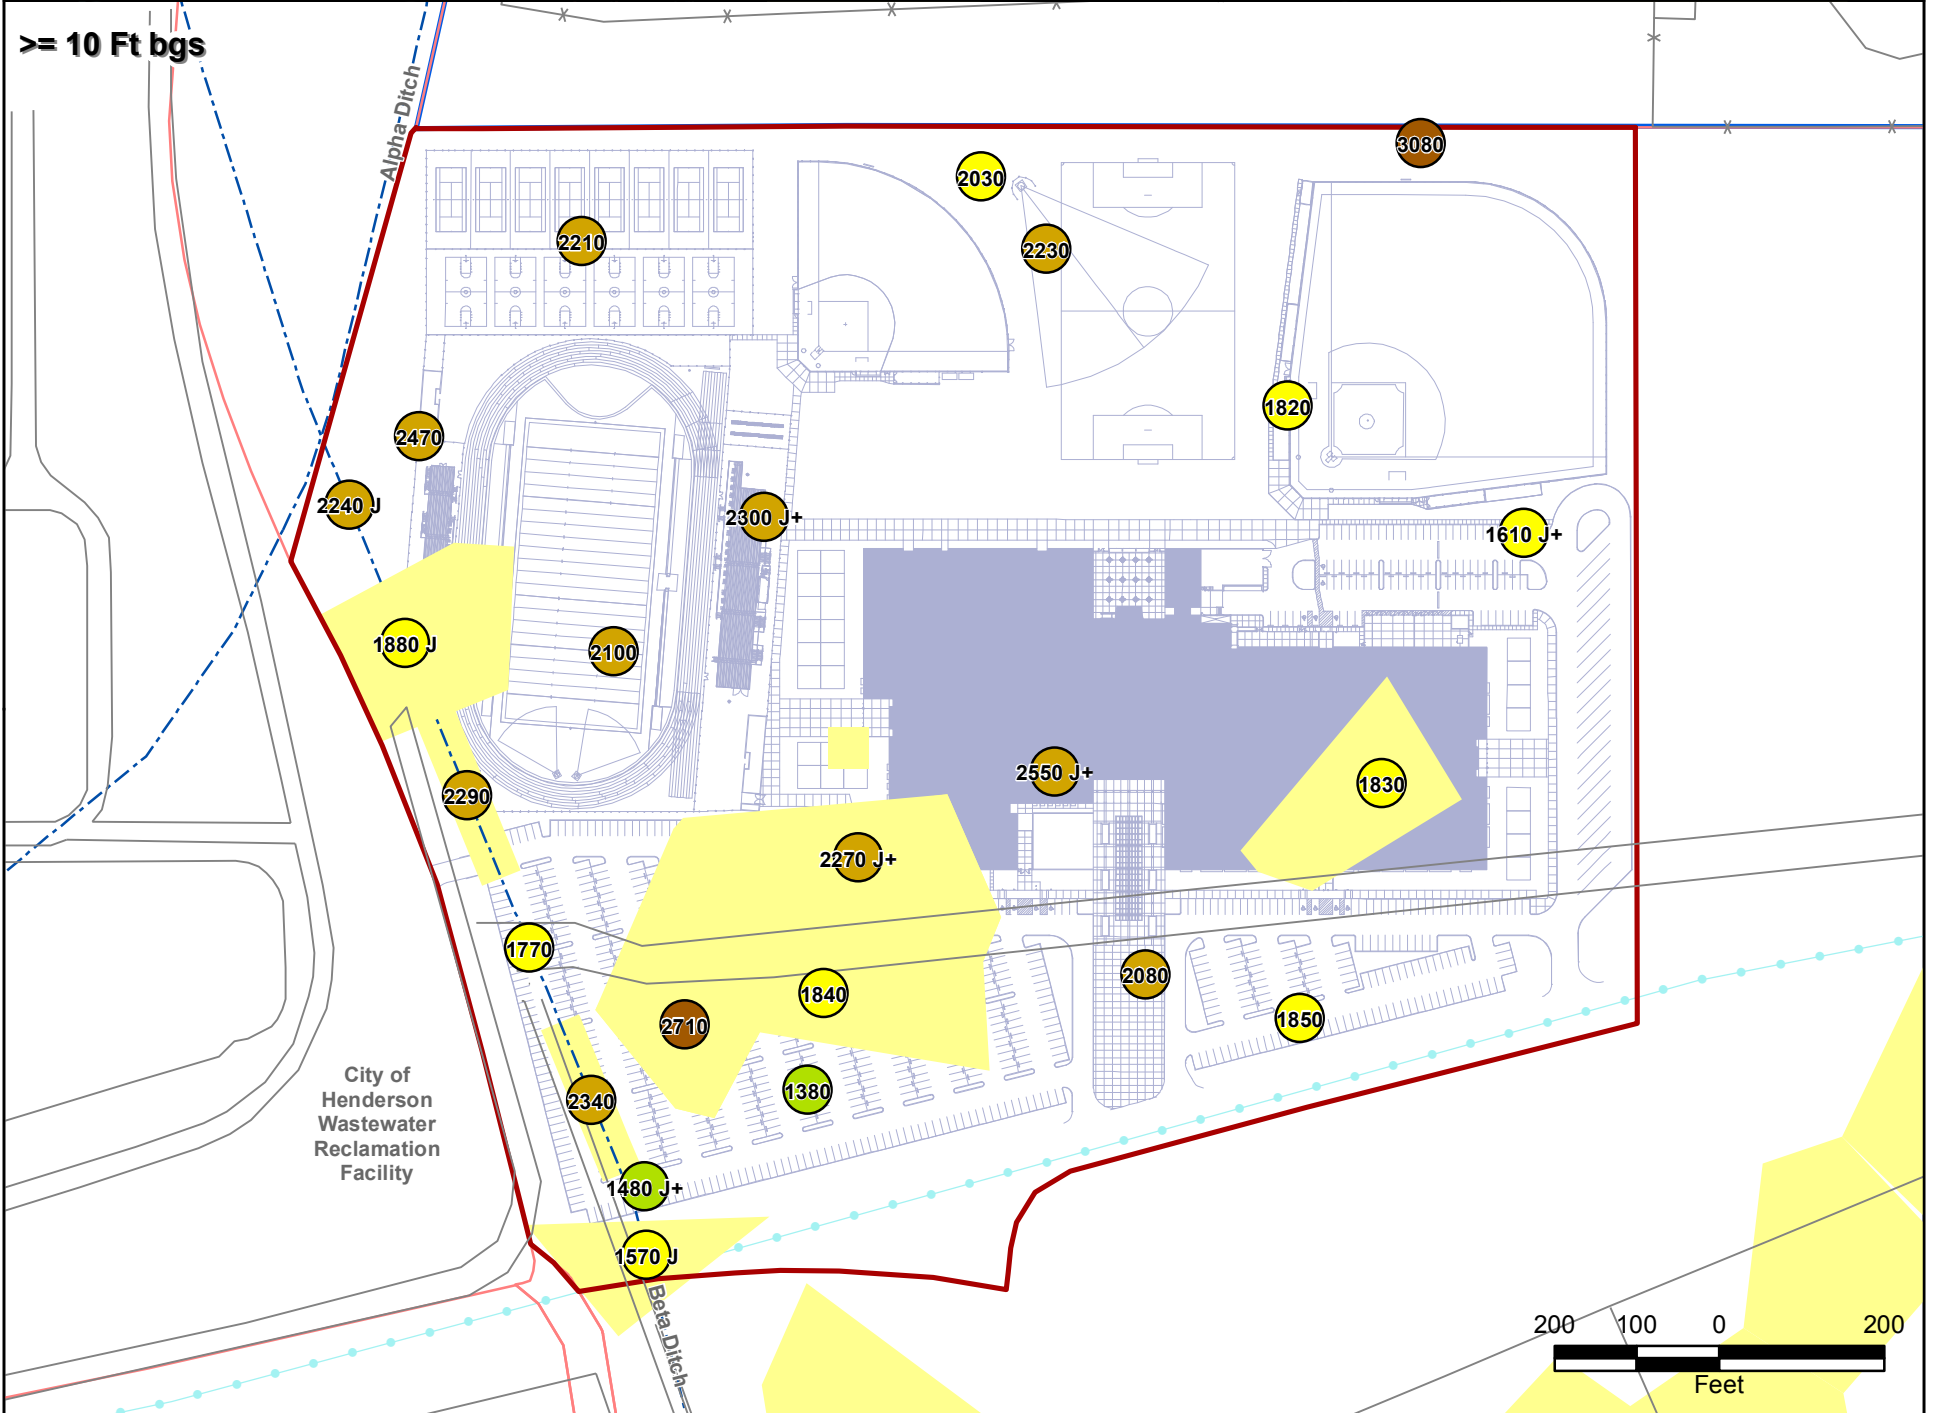 >= 10 Ft bgs
Alpha Ditch
3080
2030
2210
2230
1820
2470
2240 J
2300 J+
1610 J+
1880 J
2100
2550 J+
1830
2290
2270 J+
1770
1840
2080
2710
1850
City of
Henderson
Wastewater
Reclamation
Facility
1380
2340
1480 J+
1570 J
Beta Ditch
200 100 0 200
Feet